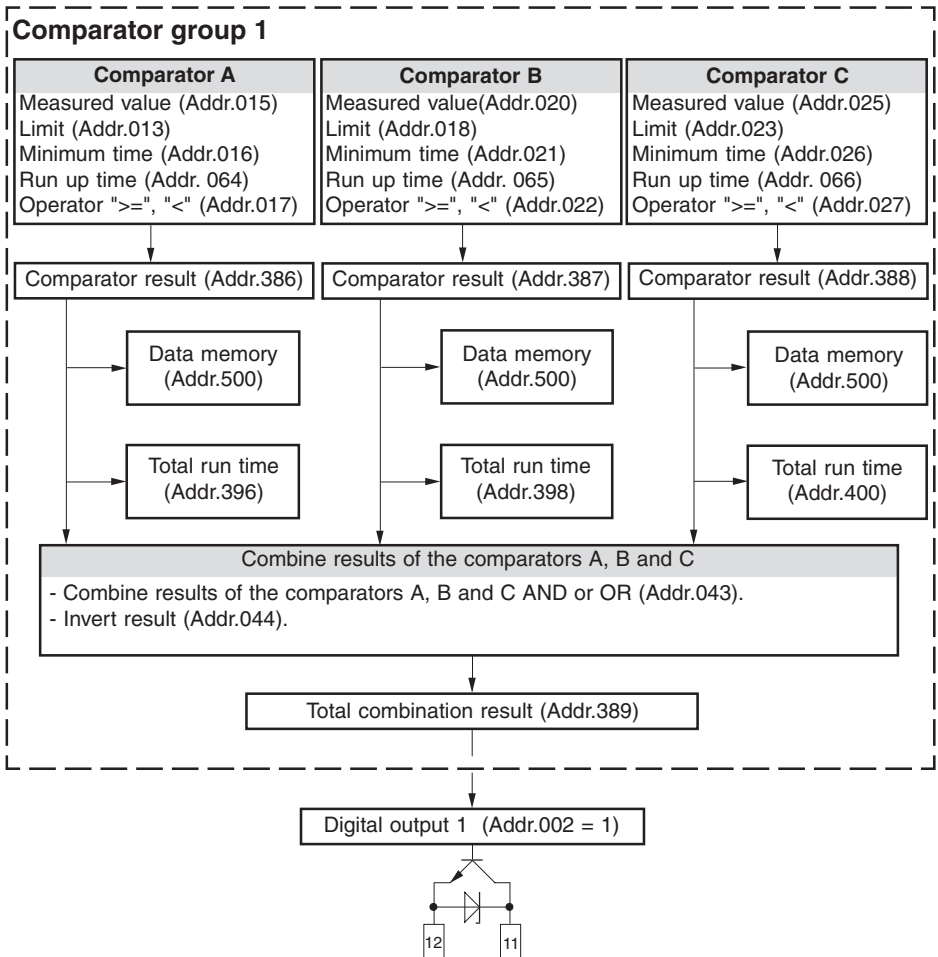 Comparator group 1
Comparator A
Measured value (Addr.015)
Limit (Addr.013)
Minimum time (Addr.016)
Run up time (Addr. 064)
Operator ">=", "<" (Addr.017)
Comparator B
Measured value(Addr.020)
Limit (Addr.018)
Minimum time (Addr.021)
Run up time (Addr. 065)
Operator ">=", "<" (Addr.022)
Comparator C
Measured value (Addr.025)
Limit (Addr.023)
Minimum time (Addr.026)
Run up time (Addr. 066)
Operator ">=", "<" (Addr.027)
Comparator result (Addr.386)
Comparator result (Addr.387)
Comparator result (Addr.388)
Data memory
(Addr.500)
Data memory
(Addr.500)
Data memory
(Addr.500)
Total run time
(Addr.396)
Total run time
(Addr.398)
Total run time
(Addr.400)
Combine results of the comparators A, B and C
- Combine results of the comparators A, B and C AND or OR (Addr.043).
- Invert result (Addr.044).
Total combination result (Addr.389)
Digital output 1 (Addr.002 = 1)
12
11